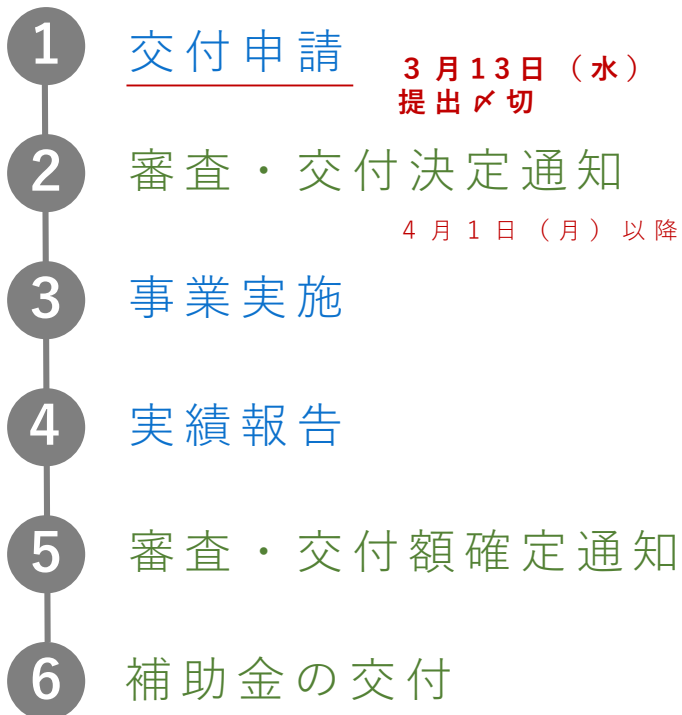 1
交付申請
3月13日（水）
提出〆切
2
審査・交付決定通知
4月1日（月）以降
3
事業実施
4
実績報告
5
審査・交付額確定通知
6
補助金の交付